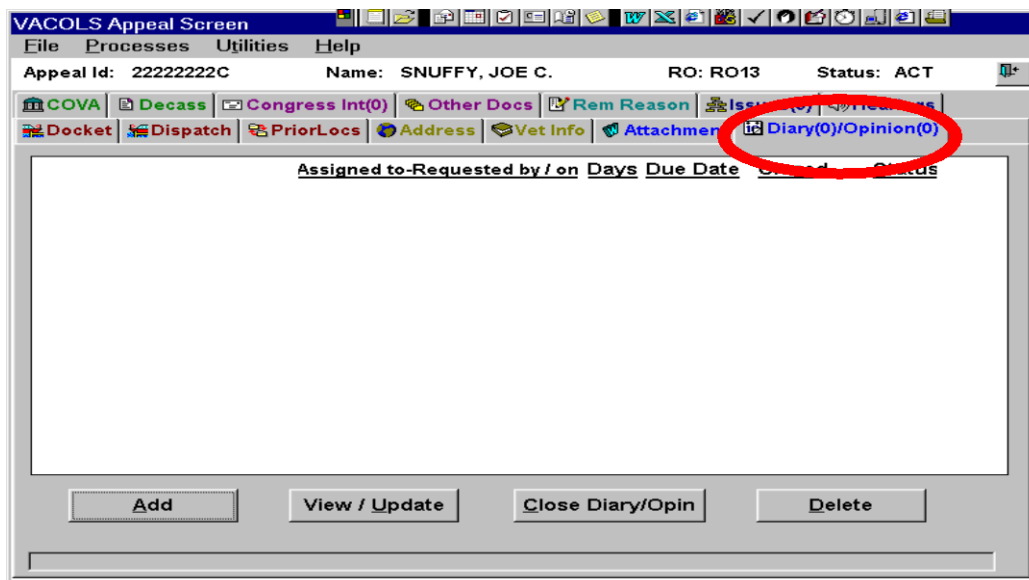 VACOLS Appeal Screen
File Processes Utilities Help
Appeal Id: 22222222C Name: SNUFFY, JOE C. RO: RO13 Status: ACT
COVA Decass Congress Int(0) Other Docs Rem Reason
Docket Dispatch PriorLocs Address Vet Info Attachmen Diary(0)/Opinion(0)
Assigned to-Requested by / on Days Due Date Status
Add View / Update Close Diary/Opin Delete